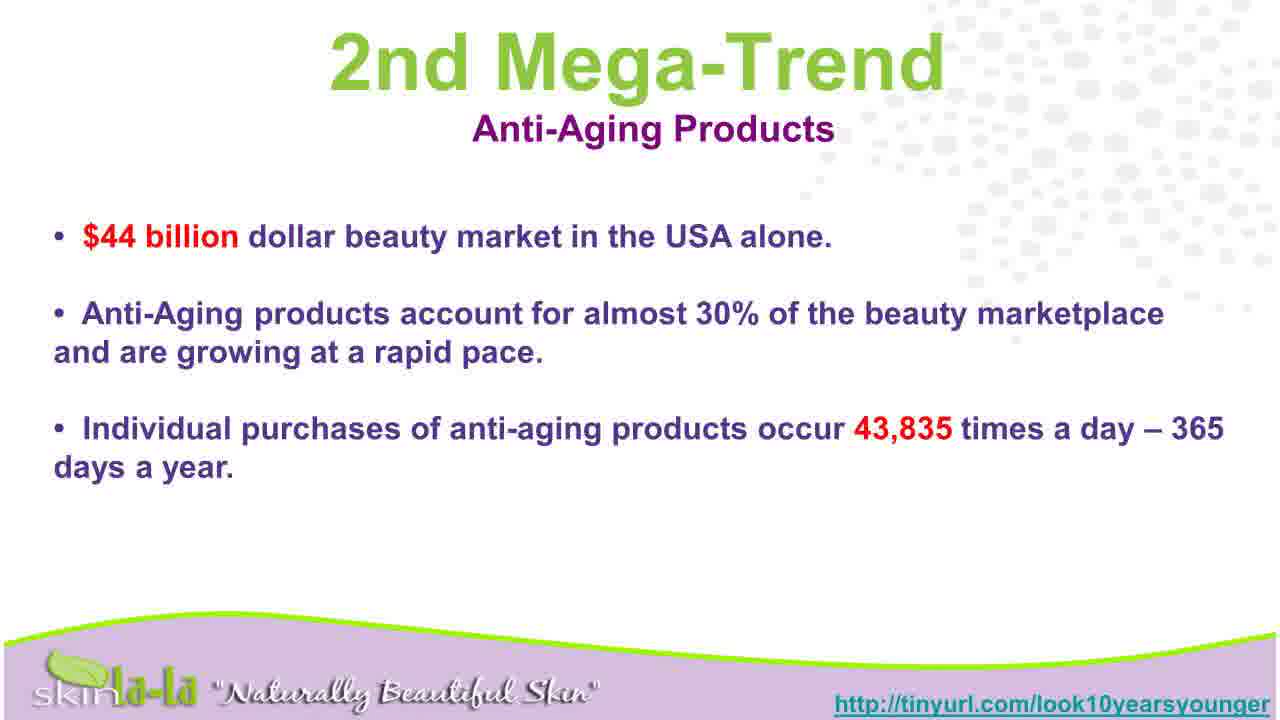 2nd Mega-Trend
Anti-Aging Products
• $44 billion dollar beauty market in the USA alone.
• Anti-Aging products account for almost 30% of the beauty marketplace
and are growing at a rapid pace.
• Individual purchases of anti-aging products occur 43,835 times a day – 365
days a year.
skin la-la "Naturally Beautiful Skin"
http://tinyurl.com/look10yearsyounger